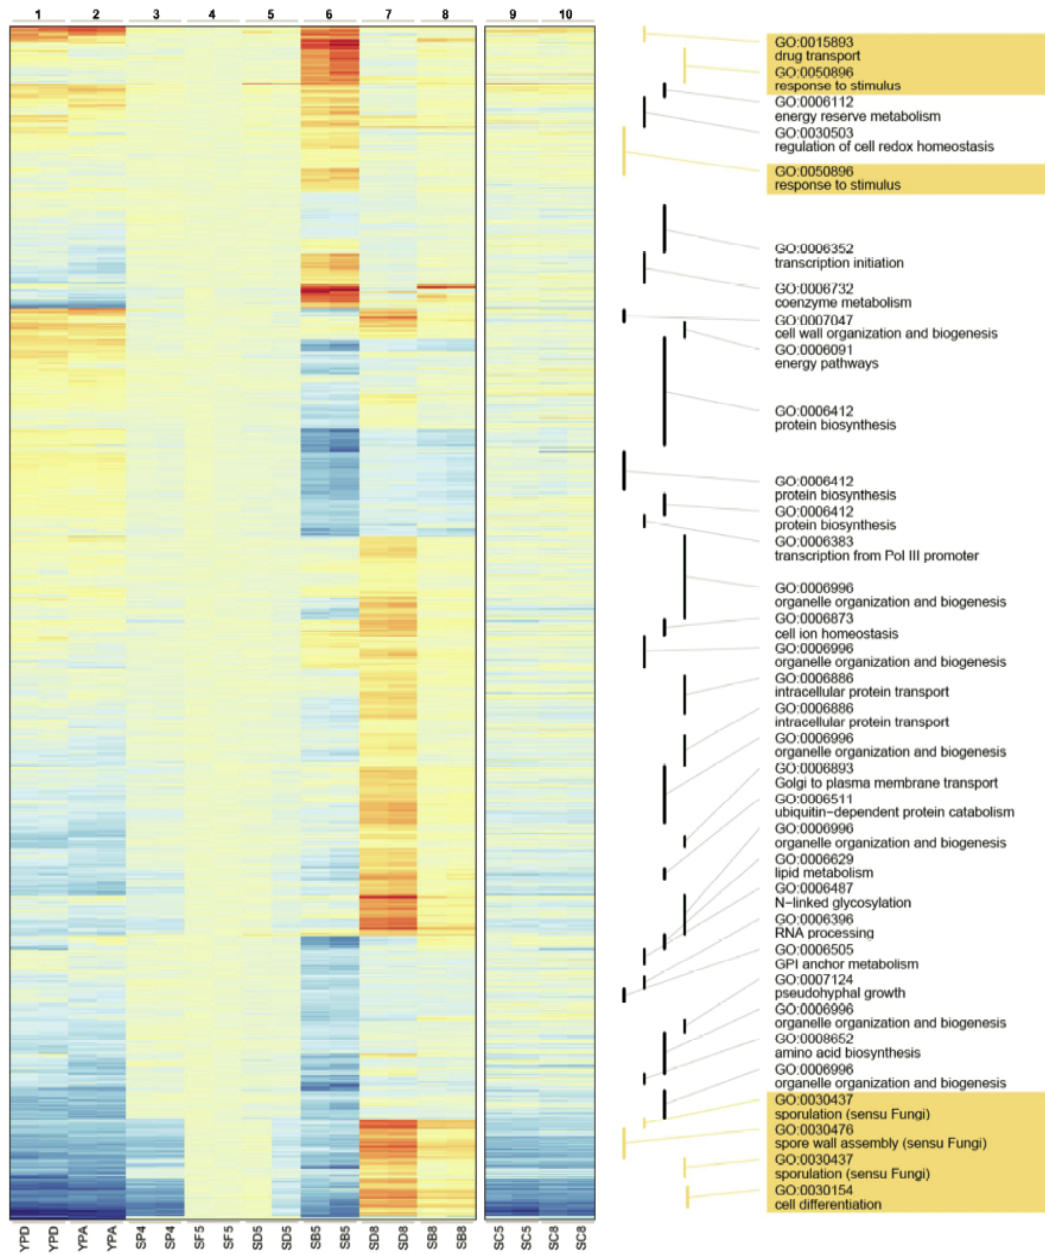 1 2 3 4 5 6 7 8 9 10
GO:0015893
drug transport
GO:0050896
response to stimulus
GO:0006112
energy reserve metabolism
GO:0030503
regulation of cell redox homeostasis
GO:0050896
response to stimulus
GO:0006352
transcription initiation
GO:0006732
coenzyme metabolism
GO:0007047
cell wall organization and biogenesis
GO:0006091
energy pathways
GO:0006412
protein biosynthesis
GO:0006412
protein biosynthesis
GO:0006412
protein biosynthesis
GO:0006383
transcription from Pol III promoter
GO:0006996
organelle organization and biogenesis
GO:0006873
cell ion homeostasis
GO:0006996
organelle organization and biogenesis
GO:0006886
intracellular protein transport
GO:0006886
intracellular protein transport
GO:0006996
organelle organization and biogenesis
GO:0006893
Golgi to plasma membrane transport
GO:0006511
ubiquitin−dependent protein catabolism
GO:0006996
organelle organization and biogenesis
GO:0006629
lipid metabolism
GO:0006487
N−linked glycosylation
GO:0006396
RNA processing
GO:0006505
GPI anchor metabolism
GO:0007124
pseudohyphal growth
GO:0006996
organelle organization and biogenesis
GO:0008652
amino acid biosynthesis
GO:0006996
organelle organization and biogenesis
GO:0030437
sporulation (sensu Fungi)
GO:0030476
spore wall assembly (sensu Fungi)
GO:0030437
sporulation (sensu Fungi)
GO:0030154
cell differentiation
YPD YPD YPA YPA SP4 SP4 SF5 SF5 SD5 SD5 SB5 SB5 SD8 SD8 SB8 SB8 SC5 SC5 SC8 SC8